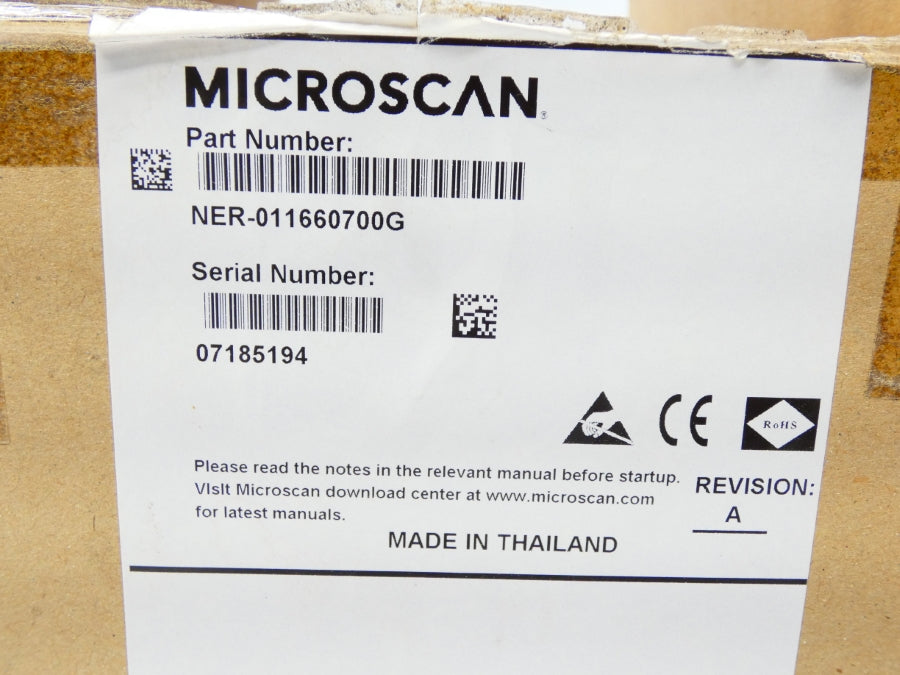 MICROSCAN
Part Number:
NER-011660700G
Serial Number:
07185194
CE
RoHS
Please read the notes in the relevant manual before startup.
VIsIt Microscan download center at www.microscan.com
for latest manuals.
REVISION:
A
MADE IN THAILAND